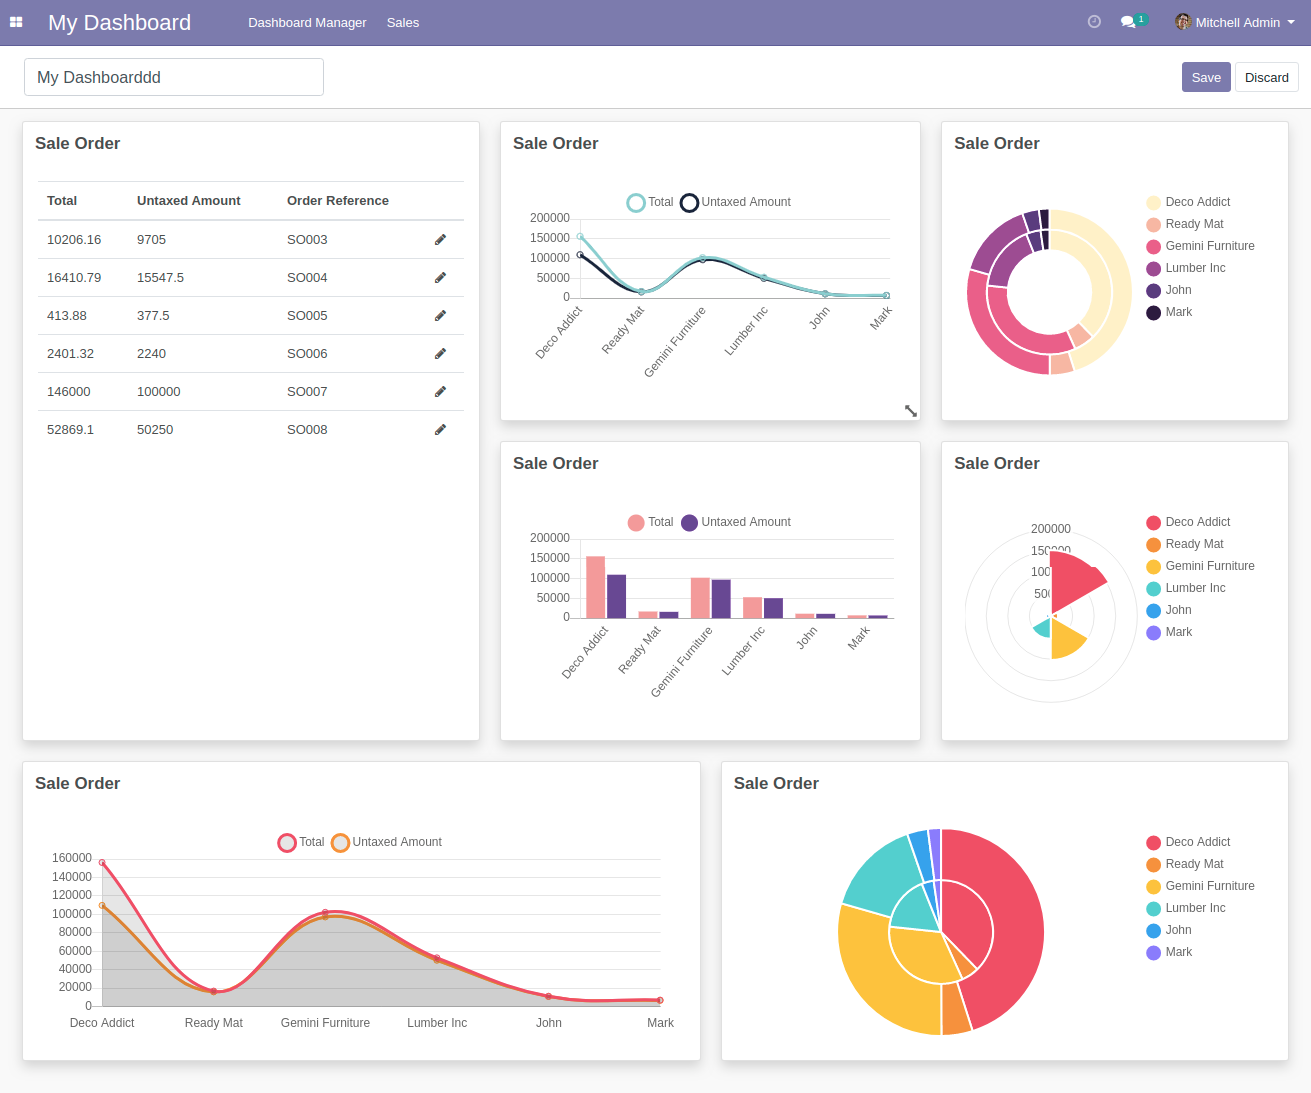 My Dashboard Dashboard Manager Sales 1 Mitchell Admin
My Dashboarddd Save Discard
Sale Order
Total Untaxed Amount Order Reference
10206.16 9705 SO003
16410.79 15547.5 SO004
413.88 377.5 SO005
2401.32 2240 SO006
146000 100000 SO007
52869.1 50250 SO008
Sale Order
Total Untaxed Amount
200000
150000
100000
50000
0
Deco Addict Ready Mat Gemini Furniture Lumber Inc John Mark
Sale Order
Deco Addict
Ready Mat
Gemini Furniture
Lumber Inc
John
Mark
Sale Order
Total Untaxed Amount
200000
150000
100000
50000
0
Deco Addict Ready Mat Gemini Furniture Lumber Inc John Mark
Sale Order
200000
Deco Addict
Ready Mat
Gemini Furniture
Lumber Inc
John
Mark
Sale Order
Total Untaxed Amount
160000
140000
120000
100000
80000
60000
40000
20000
0
Deco Addict Ready Mat Gemini Furniture Lumber Inc John Mark
Sale Order
Deco Addict
Ready Mat
Gemini Furniture
Lumber Inc
John
Mark